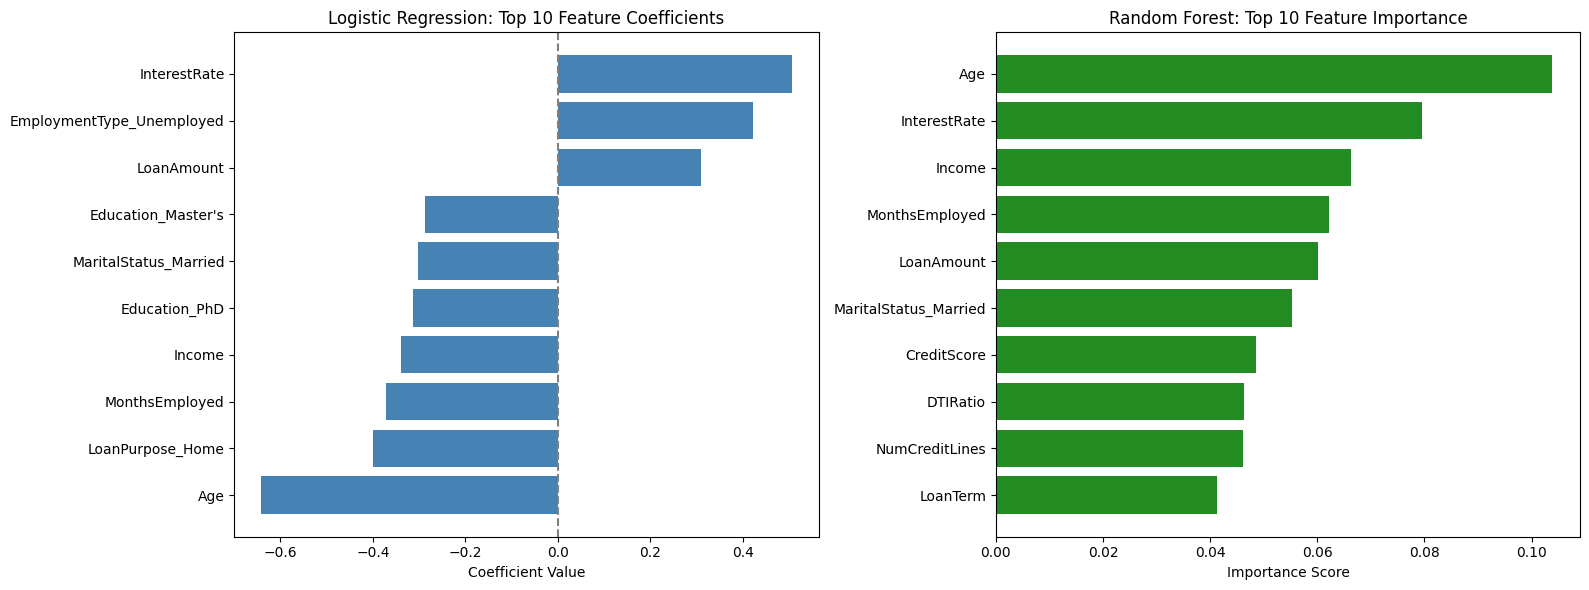 Logistic Regression: Top 10 Feature Coefficients
InterestRate
EmploymentType_Unemployed
LoanAmount
Education_Master's
MaritalStatus_Married
Education_PhD
Income
MonthsEmployed
LoanPurpose_Home
Age
−0.6 −0.4 −0.2 0.0 0.2 0.4
Coefficient Value
Random Forest: Top 10 Feature Importance
Age
InterestRate
Income
MonthsEmployed
LoanAmount
MaritalStatus_Married
CreditScore
DTIRatio
NumCreditLines
LoanTerm
0.00 0.02 0.04 0.06 0.08 0.10
Importance Score